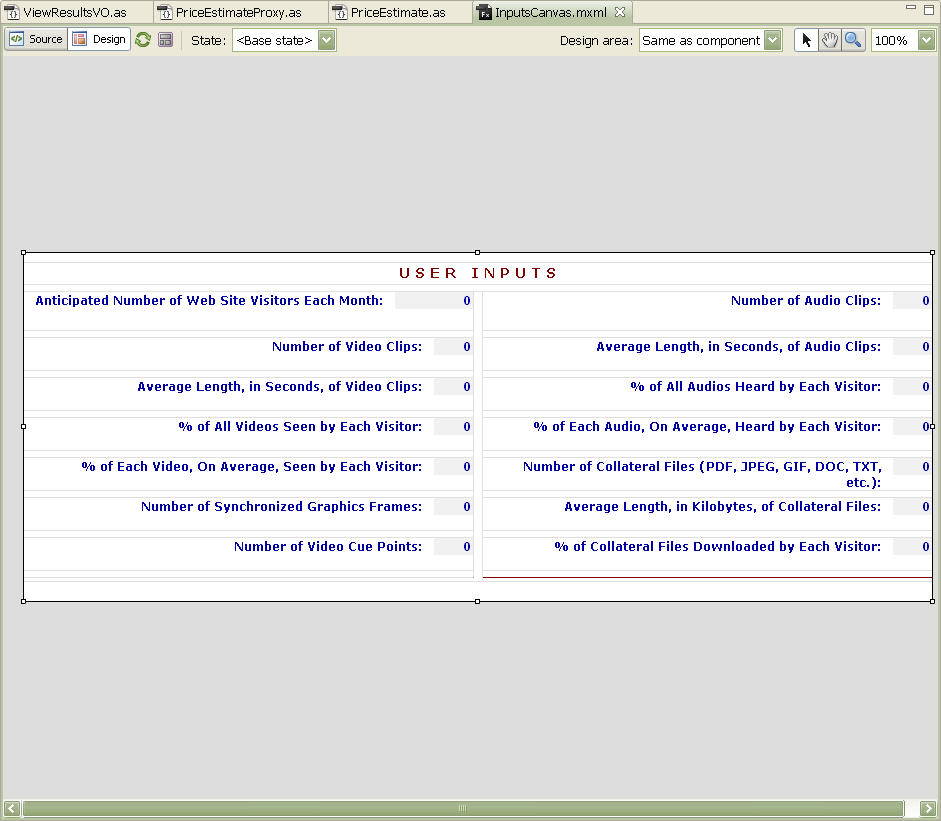 ViewResultsVO.as PriceEstimateProxy.as PriceEstimate.as InputsCanvas.mxml
Source Design State: <Base state> Design area: Same as component 100%
USER INPUTS
Anticipated Number of Web Site Visitors Each Month: 0 Number of Audio Clips: 0
Number of Video Clips: 0 Average Length, in Seconds, of Audio Clips: 0
Average Length, in Seconds, of Video Clips: 0 % of All Audios Heard by Each Visitor: 0
% of All Videos Seen by Each Visitor: 0 % of Each Audio, On Average, Heard by Each Visitor: 0
% of Each Video, On Average, Seen by Each Visitor: 0 Number of Collateral Files (PDF, JPEG, GIF, DOC, TXT, 0
etc.):
Number of Synchronized Graphics Frames: 0 Average Length, in Kilobytes, of Collateral Files: 0
Number of Video Cue Points: 0 % of Collateral Files Downloaded by Each Visitor: 0